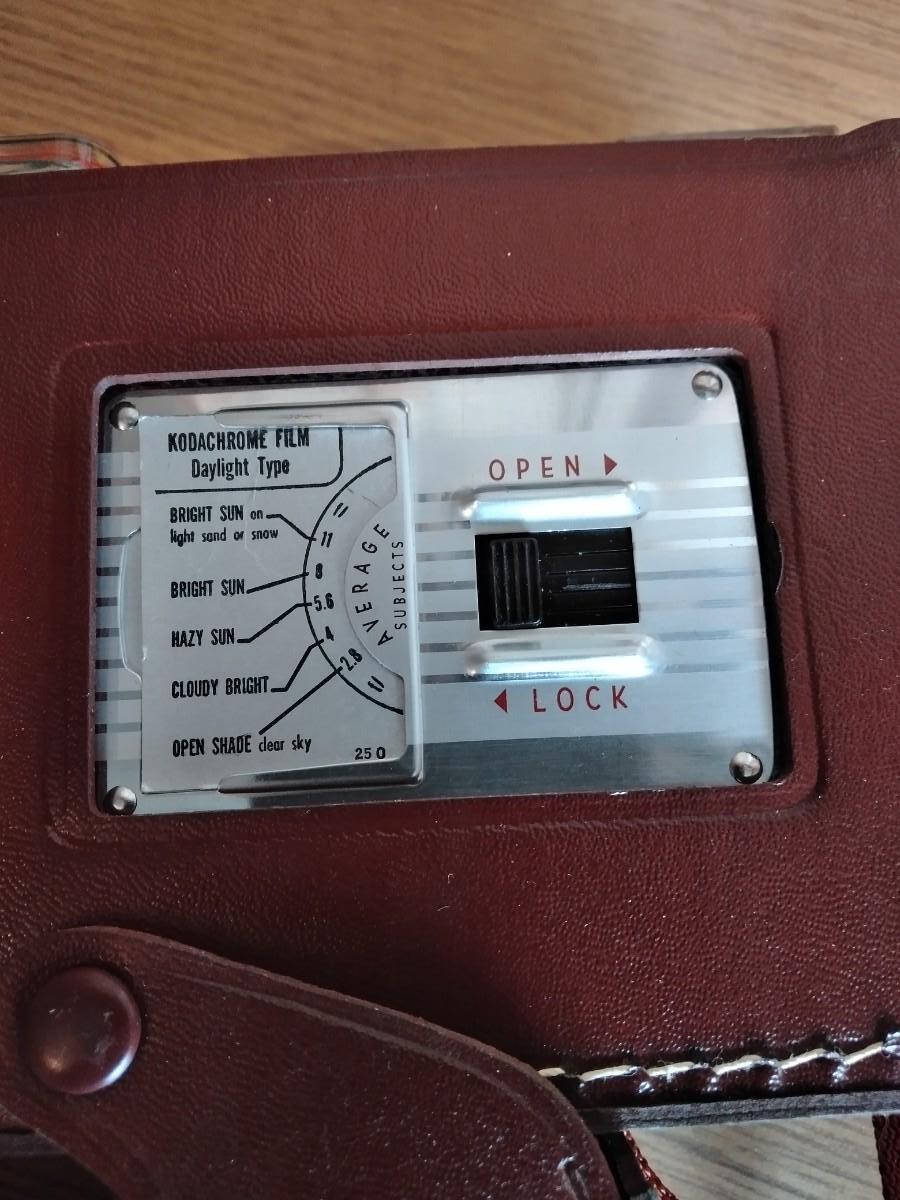 KODACHROME FILM
Daylight Type
BRIGHT SUN on
light sand or snow
BRIGHT SUN
HAZY SUN
CLOUDY BRIGHT
OPEN SHADE clear sky
11
8
5.6
4
2.8
AVERAGE
SUBJECTS
25 0
OPEN ▶
◀ LOCK